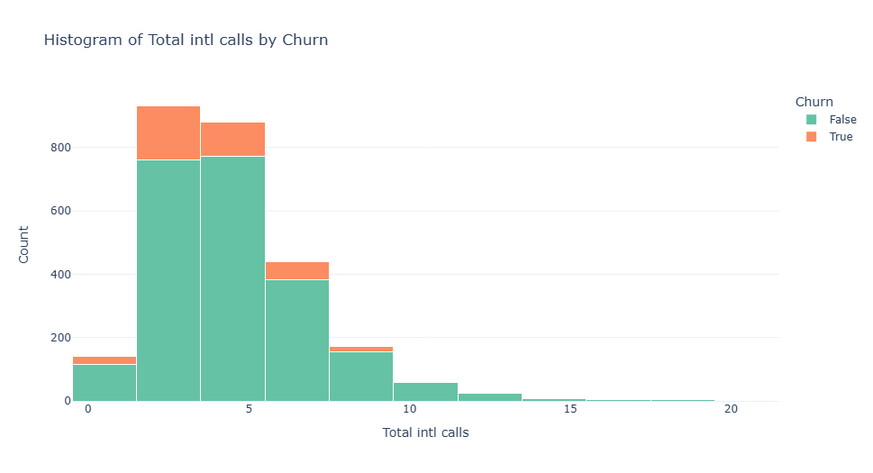 Histogram of Total intl calls by Churn
Churn
False
True
800
600
400
200
0
Count
0 5 10 15 20
Total intl calls